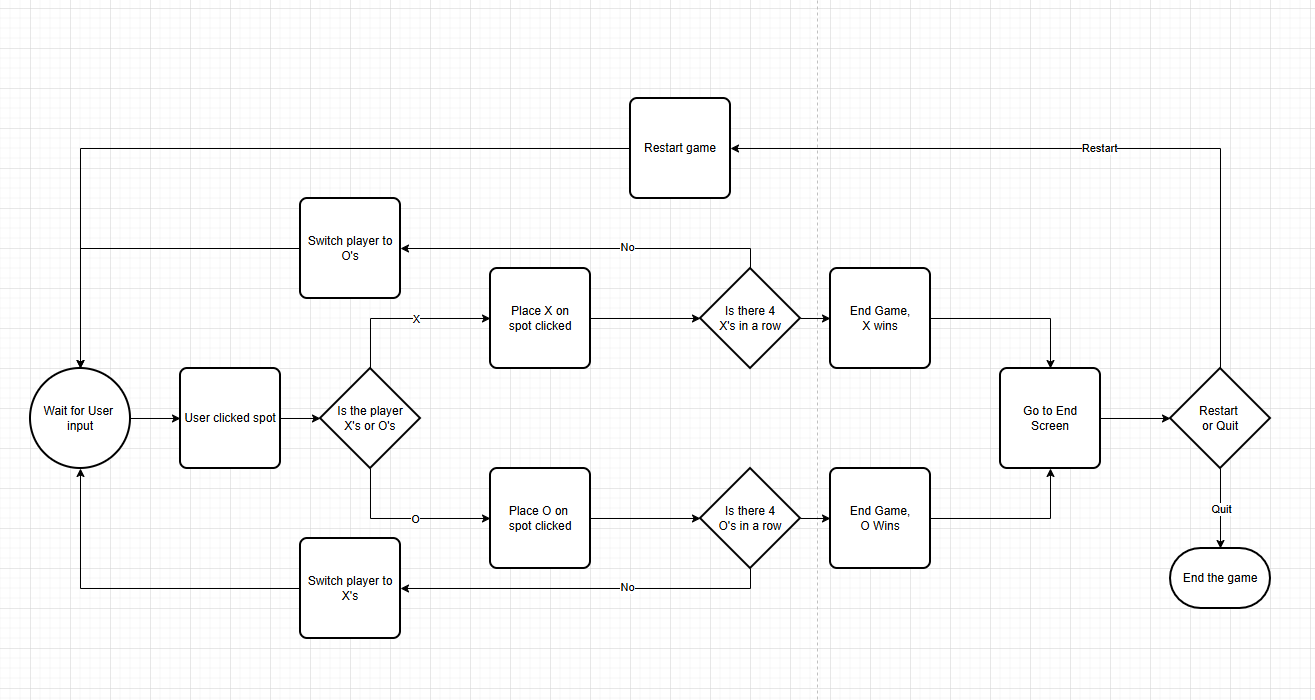 Restart game
Restart
Switch player to
O's
No
Place X on
spot clicked
Is there 4
X's in a row
End Game,
X wins
X
Wait for User
input
User clicked spot
Is the player
X's or O's
Go to End
Screen
Restart
or Quit
Place O on
spot clicked
Is there 4
O's in a row
End Game,
O Wins
O
Quit
Switch player to
X's
No
End the game